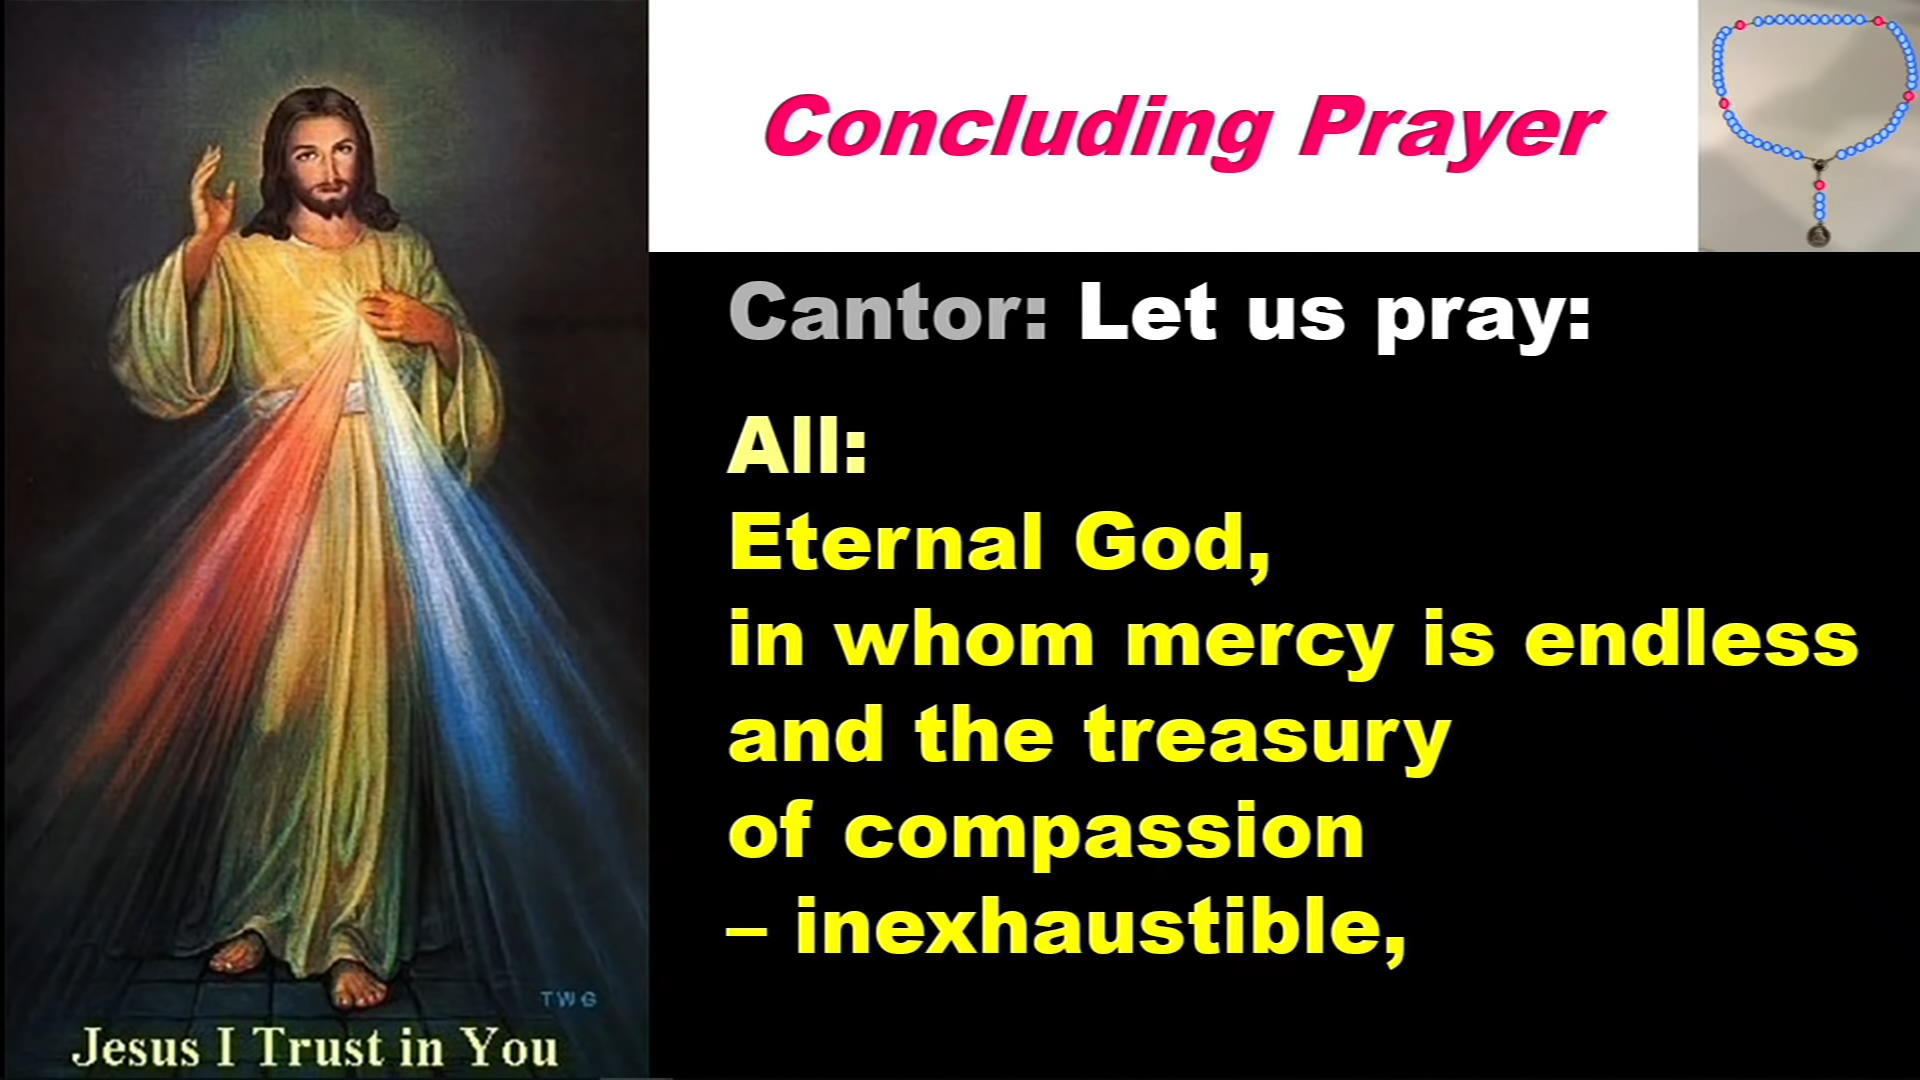 Concluding Prayer
Cantor: Let us pray:
All:
Eternal God,
in whom mercy is endless
and the treasury
of compassion
– inexhaustible,
TWG
Jesus I Trust in You